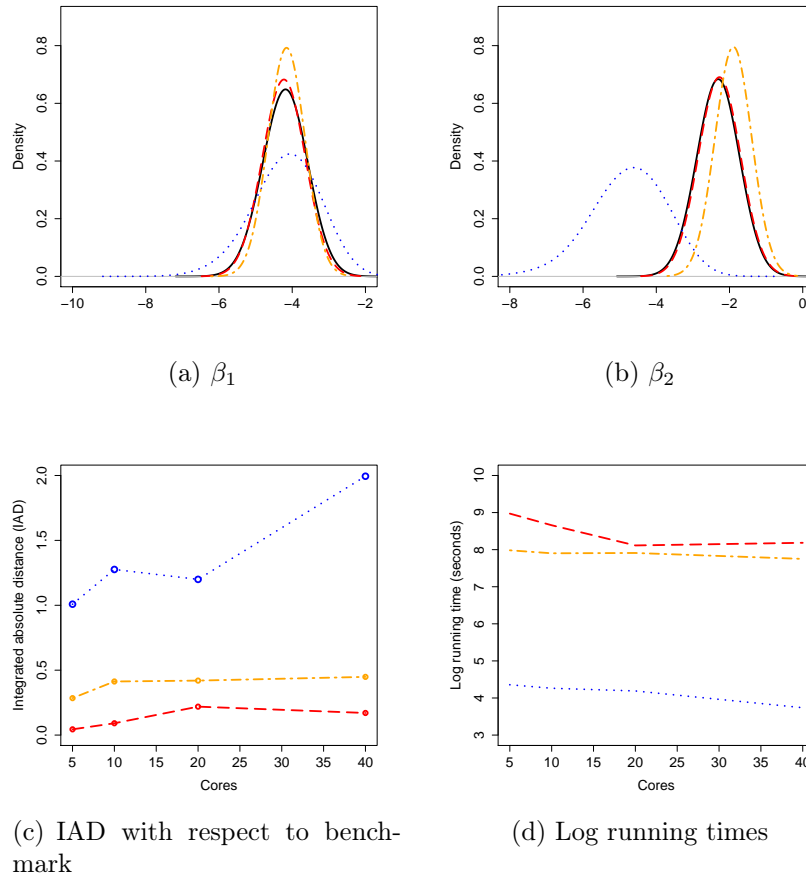 0.8
0.6
0.4
0.2
0.0
Density
−10 −8 −6 −4 −2
(a) β₁
0.8
0.6
0.4
0.2
0.0
Density
−8 −6 −4 −2 0
(b) β₂
2.0
1.5
1.0
0.5
0.0
Integrated absolute distance (IAD)
5 10 15 20 25 30 35 40
Cores
(c) IAD with respect to bench-
mark
10
9
8
7
6
5
4
3
Log running time (seconds)
5 10 15 20 25 30 35 40
Cores
(d) Log running times